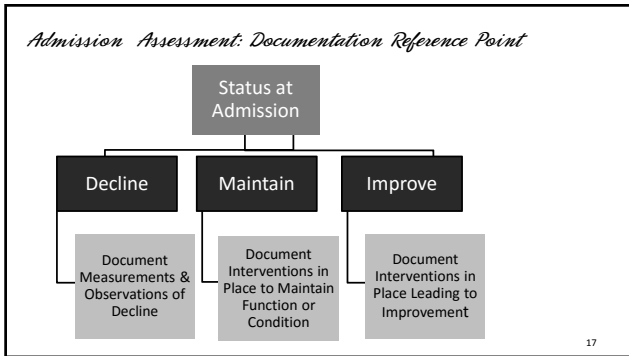 Admission Assessment: Documentation Reference Point
Status at
Admission
Decline
Maintain
Improve
Document
Measurements &
Observations of
Decline
Document
Interventions in
Place to Maintain
Function or
Condition
Document
Interventions in
Place Leading to
Improvement
17